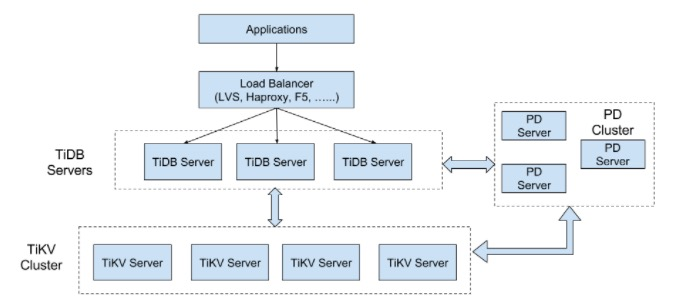 Applications
Load Balancer
(LVS, Haproxy, F5, …...)
TiDB
Servers
TiDB Server
TiDB Server
TiDB Server
PD
Cluster
PD
Server
PD
Server
PD
Server
TiKV
Cluster
TiKV Server
TiKV Server
TiKV Server
TiKV Server